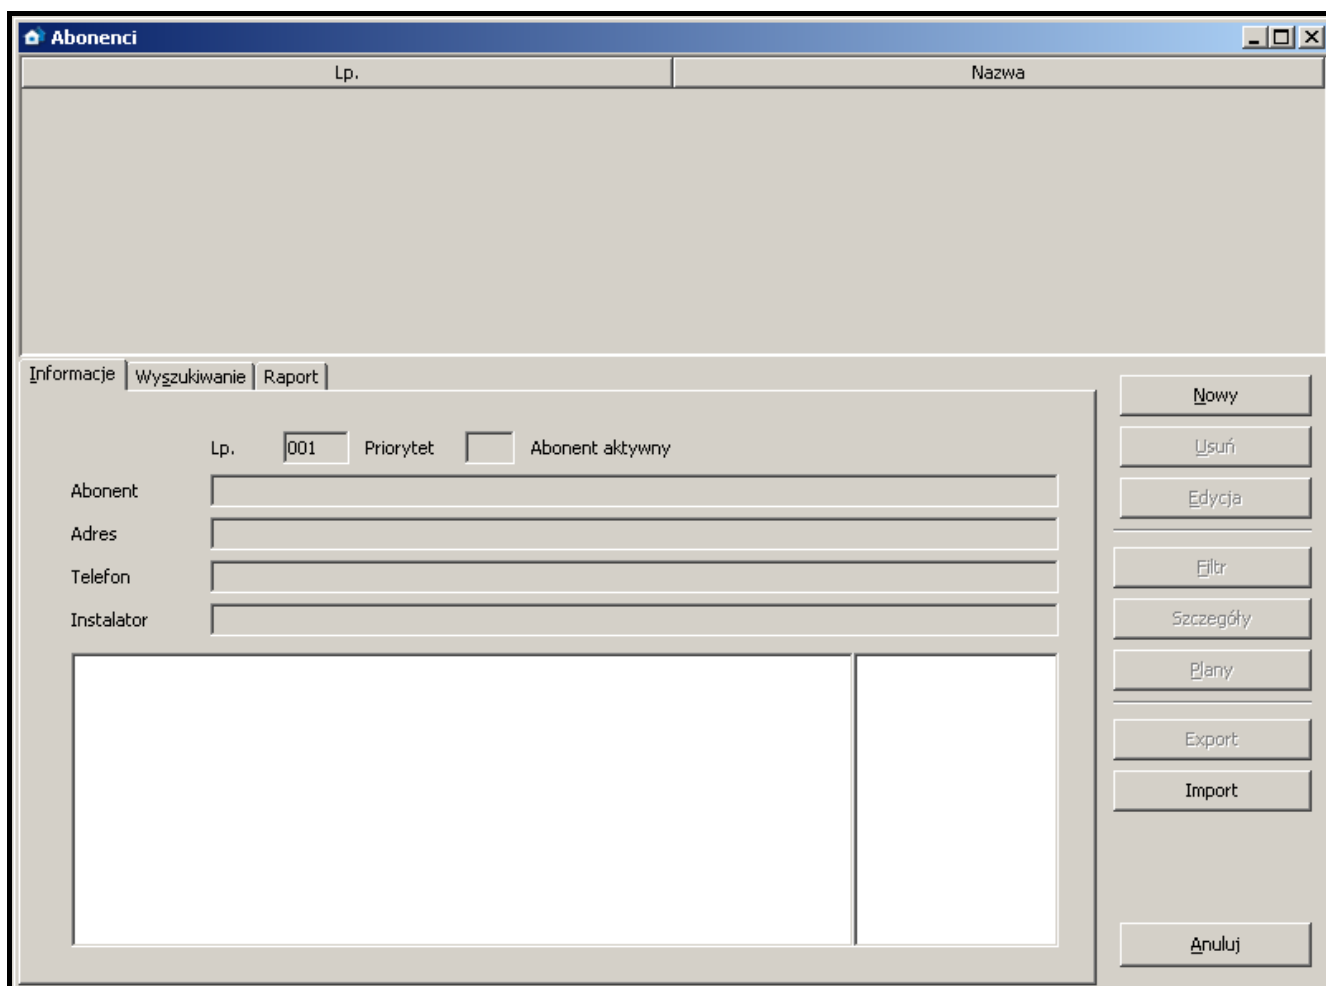 Abonenci
Lp. Nazwa
Informacje Wyszukiwanie Raport
Nowy
Lp. 001 Priorytet Abonent aktywny
Usuń
Abonent
Edycja
Adres
Filtr
Telefon
Instalator
Szczegóły
Plany
Export
Import
Anuluj